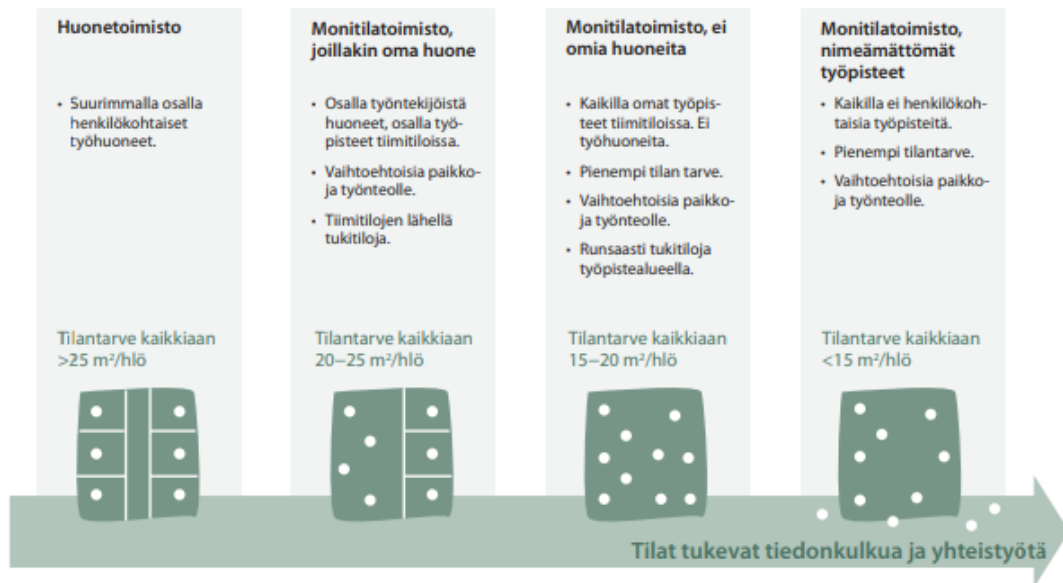 Huonetoimisto
• Suurimmalla osalla
henkilökohtaiset
työhuoneet.
Tilantarve kaikkiaan
>25 m²/hlö
Monitilatoimisto,
joillakin oma huone
• Osalla työntekijöistä
huoneet, osalla työ-
pisteet tiimitiloissa.
• Vaihtoehtoisia paikko-
ja työnteolle.
• Tiimitilojen lähellä
tukitiloja.
Tilantarve kaikkiaan
20–25 m²/hlö
Monitilatoimisto, ei
omia huoneita
• Kaikilla omat työpis-
teet tiimitiloissa. Ei
työhuoneita.
• Pienempi tilan tarve.
• Vaihtoehtoisia paikko-
ja työnteolle.
• Runsaasti tukitiloja
työpistealueella.
Tilantarve kaikkiaan
15–20 m²/hlö
Monitilatoimisto,
nimeämättömät
työpisteet
• Kaikilla ei henkilökoh-
taisia työpisteitä.
• Pienempi tilantarve.
• Vaihtoehtoisia paikko-
ja työnteolle.
Tilantarve kaikkiaan
<15 m²/hlö
Tilat tukevat tiedonkulkua ja yhteistyötä